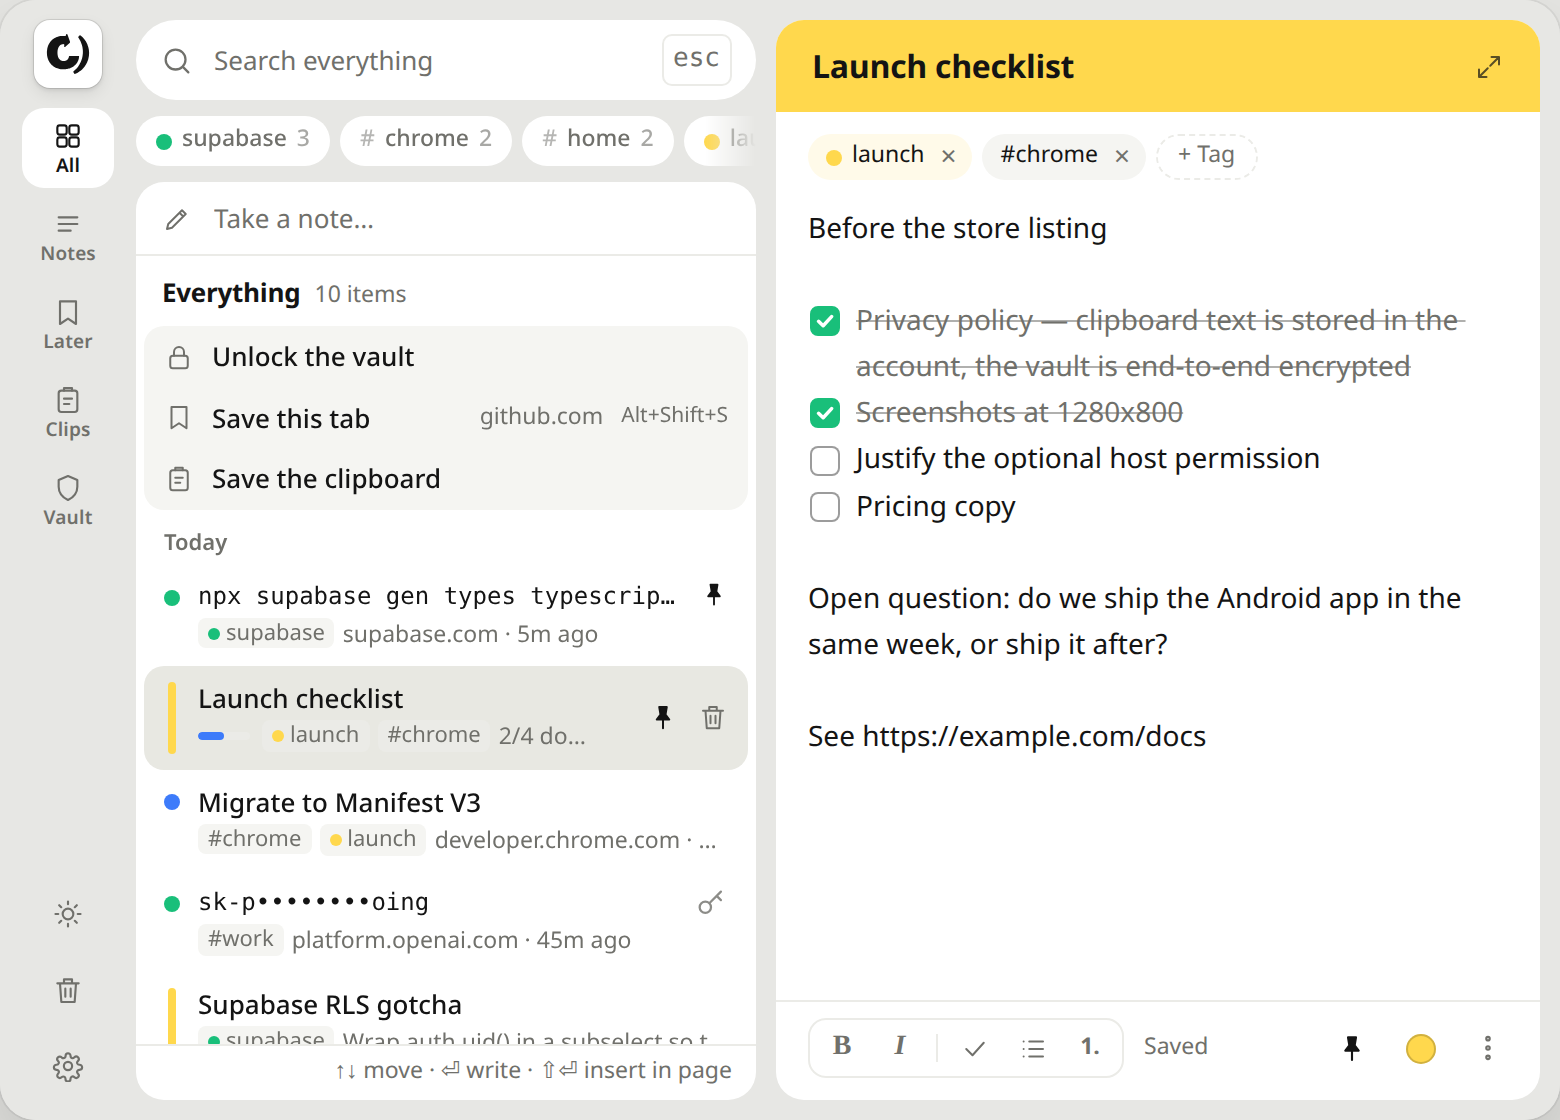 All
Notes
Later
Clips
Vault
Search everything
esc
supabase 3
# chrome 2
# home 2
Take a note...
Everything 10 items
Unlock the vault
Save this tab github.com Alt+Shift+S
Save the clipboard
Today
npx supabase gen types typescrip…
supabase supabase.com · 5m ago
Launch checklist
launch #chrome 2/4 do...
Migrate to Manifest V3
#chrome launch developer.chrome.com · ...
sk-p••••••••oing
#work platform.openai.com · 45m ago
Supabase RLS gotcha
supabase Wrap auth.uid() in a subselect so t
↑↓ move · ⏎ write · ⇧⏎ insert in page
Launch checklist
launch × #chrome × + Tag
Before the store listing
Privacy policy — clipboard text is stored in the
account, the vault is end-to-end encrypted
Screenshots at 1280x800
Justify the optional host permission
Pricing copy
Open question: do we ship the Android app in the
same week, or ship it after?
See https://example.com/docs
B I 1. Saved